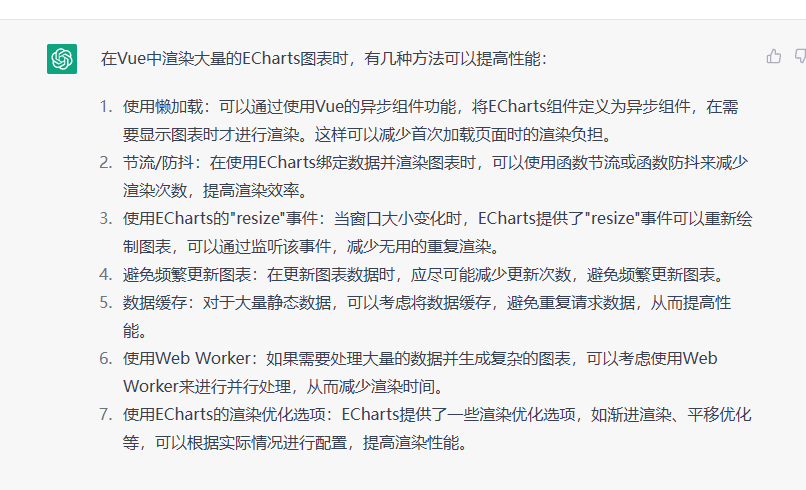 在Vue中渲染大量的ECharts图表时，有几种方法可以提高性能：
1. 使用懒加载：可以通过使用Vue的异步组件功能，将ECharts组件定义为异步组件，在需
要显示图表时才进行渲染。这样可以减少首次加载页面时的渲染负担。
2. 节流/防抖：在使用ECharts绑定数据并渲染图表时，可以使用函数节流或函数防抖来减少
渲染次数，提高渲染效率。
3. 使用ECharts的"resize"事件：当窗口大小变化时，ECharts提供了"resize"事件可以重新绘
制图表，可以通过监听该事件，减少无用的重复渲染。
4. 避免频繁更新图表：在更新图表数据时，应尽可能减少更新次数，避免频繁更新图表。
5. 数据缓存：对于大量静态数据，可以考虑将数据缓存，避免重复请求数据，从而提高性
能。
6. 使用Web Worker：如果需要处理大量的数据并生成复杂的图表，可以考虑使用Web
Worker来进行并行处理，从而减少渲染时间。
7. 使用ECharts的渲染优化选项：ECharts提供了一些渲染优化选项，如渐进渲染、平移优化
等，可以根据实际情况进行配置，提高渲染性能。